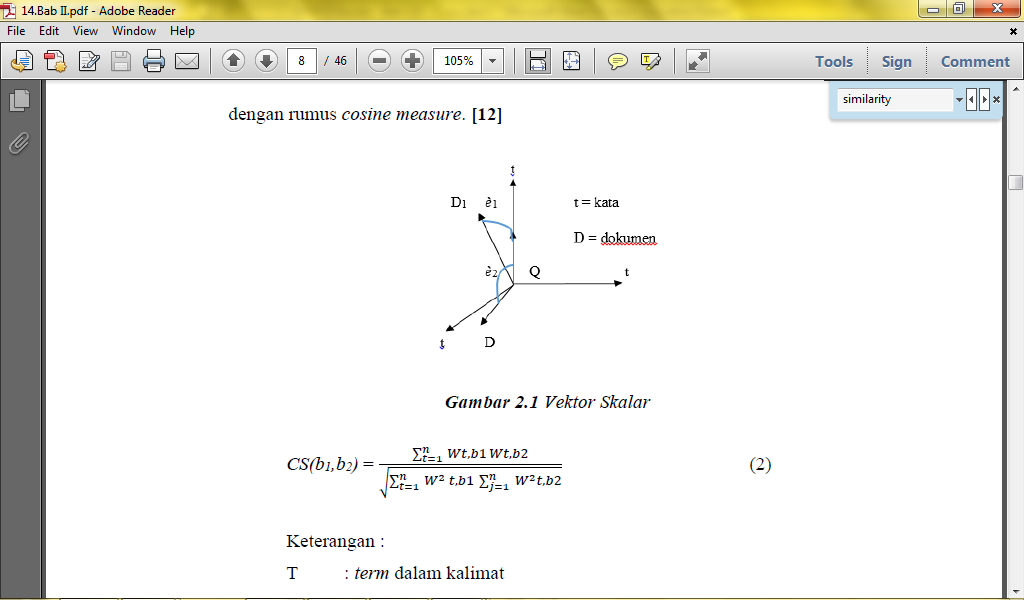 14.Bab II.pdf - Adobe Reader
File Edit View Window Help
8 / 46 105% Tools Sign Comment
similarity
dengan rumus cosine measure. [12]
t
D1 è1 t = kata
D = dokumen
è2 Q t
t D
Gambar 2.1 Vektor Skalar
CS(b1,b2) = ∑ⁿt=1 Wt,b1 Wt,b2 / √∑ⁿt=1 W² t,b1 ∑ⁿj=1 W²t,b2 (2)
Keterangan :
T : term dalam kalimat